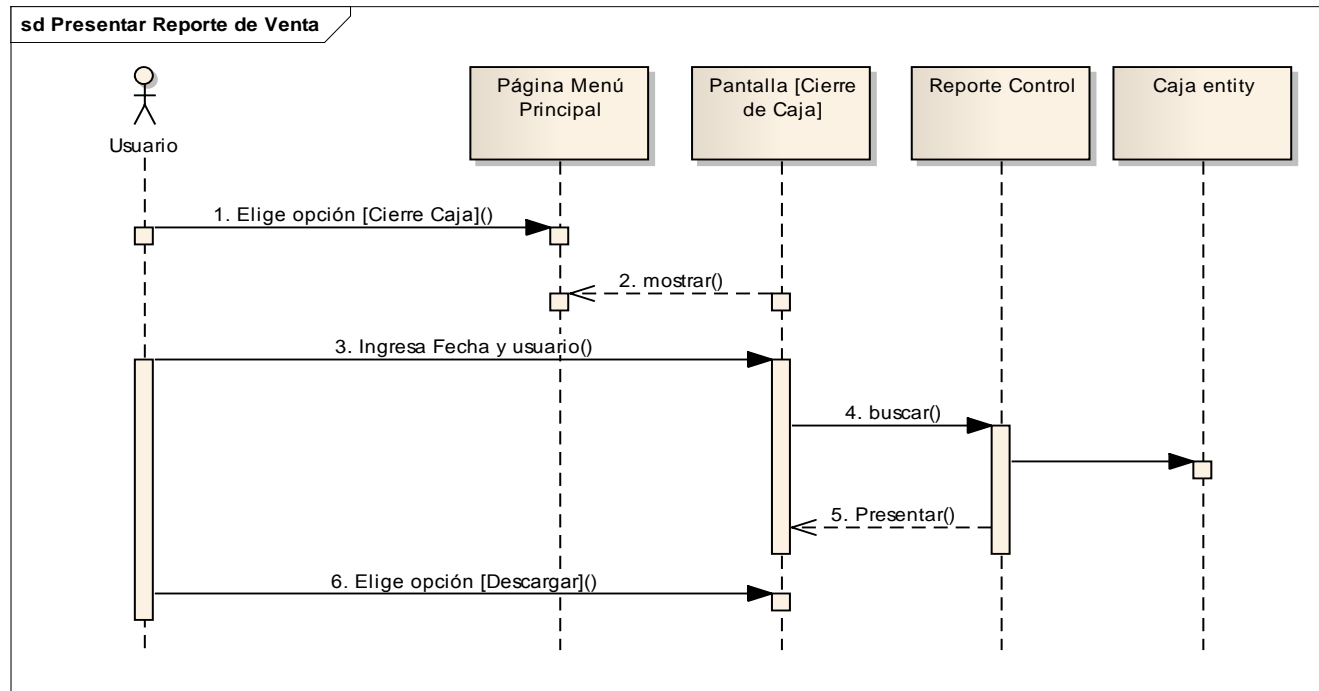 sd Presentar Reporte de Venta
Usuario
Página Menú
Principal
Pantalla [Cierre
de Caja]
Reporte Control
Caja entity
1. Elige opción [Cierre Caja]()
2. mostrar()
3. Ingresa Fecha y usuario()
4. buscar()
5. Presentar()
6. Elige opción [Descargar]()